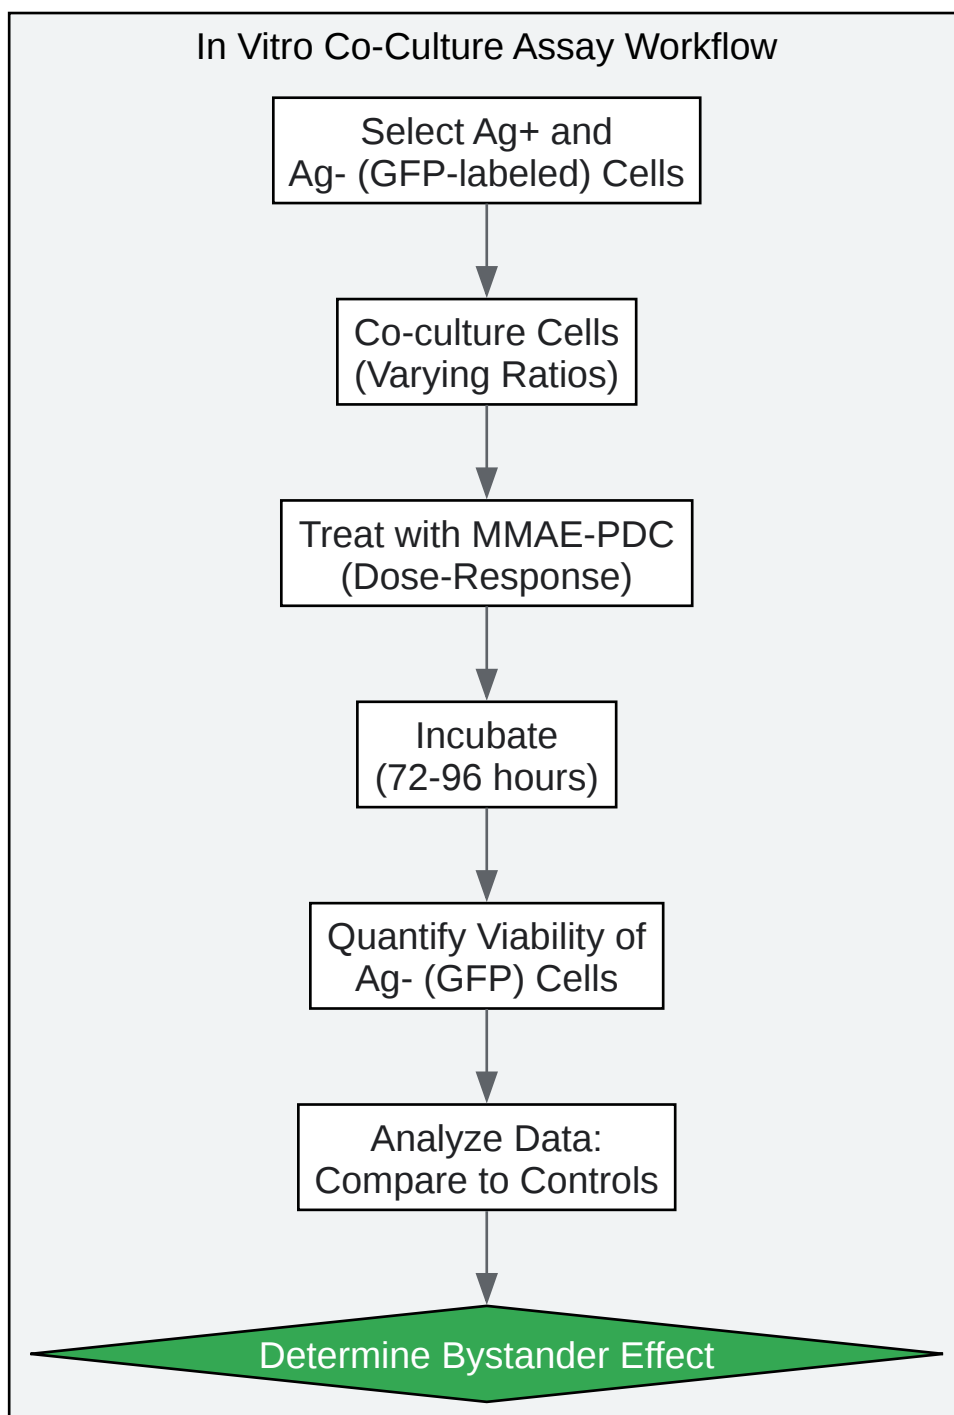 In Vitro Co-Culture Assay Workflow
Select Ag+ and
Ag- (GFP-labeled) Cells
Co-culture Cells
(Varying Ratios)
Treat with MMAE-PDC
(Dose-Response)
Incubate
(72-96 hours)
Quantify Viability of
Ag- (GFP) Cells
Analyze Data:
Compare to Controls
Determine Bystander Effect